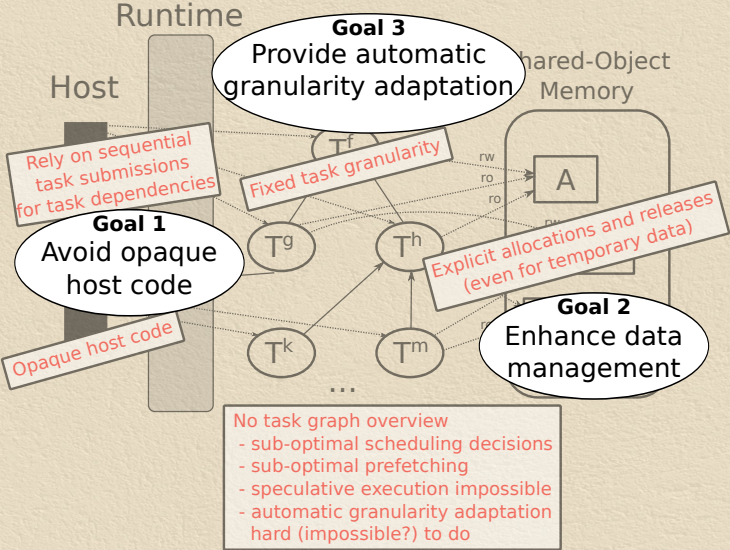 Runtime
Host
Goal 3
Provide automatic
granularity adaptation
hared-Object
Memory
T^f
rw
ro
ro
A
Rely on sequential
task submissions
for task dependencies
Fixed task granularity
Goal 1
Avoid opaque
host code
T^g
T^h
Explicit allocations and releases
(even for temporary data)
Goal 2
Enhance data
management
Opaque host code
T^k
T^m
...
No task graph overview
- sub-optimal scheduling decisions
- sub-optimal prefetching
- speculative execution impossible
- automatic granularity adaptation
hard (impossible?) to do